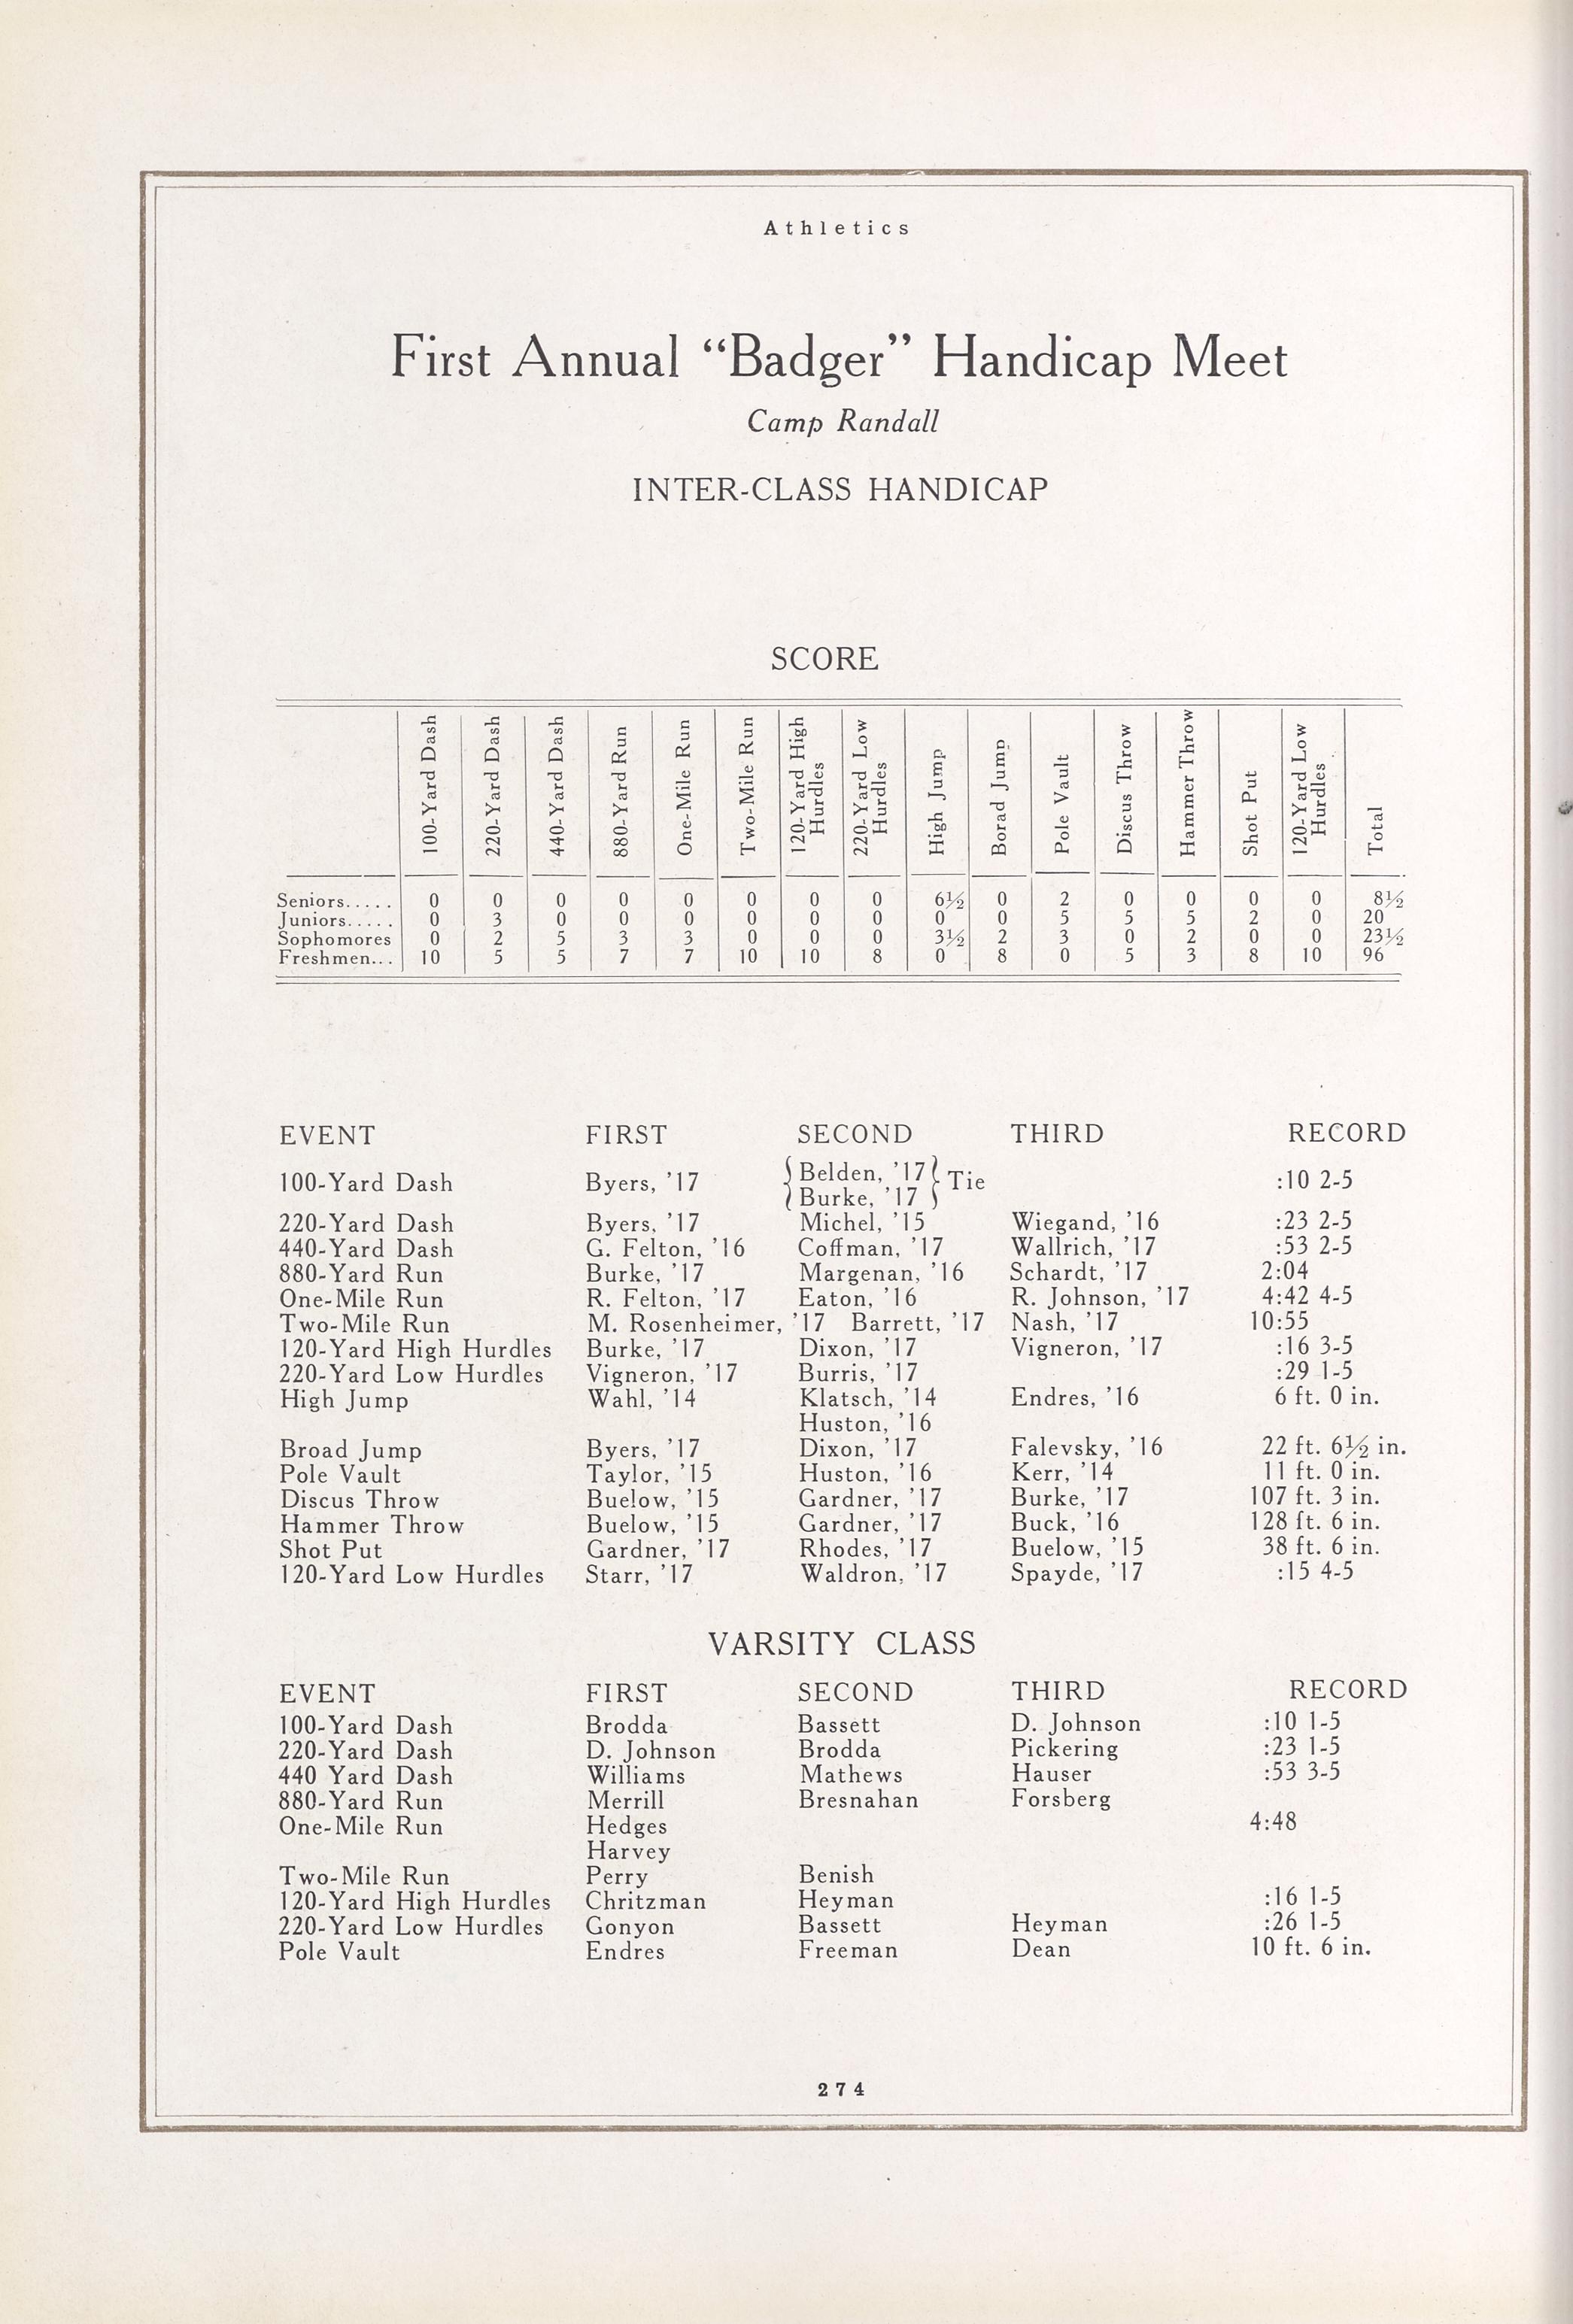 Athletics
First Annual “Badger” Handicap Meet
Camp Randall
INTER-CLASS HANDICAP
SCORE
100-Yard Dash 220-Yard Dash 440-Yard Dash 880-Yard Run One-Mile Run Two-Mile Run 120-Yard High Hurdles 220-Yard Low Hurdles High Jump Borad Jump Pole Vault Discus Throw Hammer Throw Shot Put 120-Yard Low Hurdles Total
Seniors..... 0 0 0 0 0 0 0 0 6½ 0 2 0 0 0 0 8½
Juniors..... 0 3 0 0 0 0 0 0 0 0 5 5 5 2 0 20
Sophomores 0 2 5 3 3 0 0 0 3½ 2 3 0 2 0 0 23½
Freshmen... 10 5 5 7 7 10 10 8 0 8 0 5 3 8 10 96
EVENT FIRST SECOND THIRD RECORD
100-Yard Dash Byers, ’17 { Belden, ’17 } Tie :10 2-5
{ Burke, ’17 }
220-Yard Dash Byers, ’17 Michel, ’15 Wiegand, ’16 :23 2-5
440-Yard Dash G. Felton, ’16 Coffman, ’17 Wallrich, ’17 :53 2-5
880-Yard Run Burke, ’17 Margenan, ’16 Schardt, ’17 2:04
One-Mile Run R. Felton, ’17 Eaton, ’16 R. Johnson, ’17 4:42 4-5
Two-Mile Run M. Rosenheimer, ’17 Barrett, ’17 Nash, ’17 10:55
120-Yard High Hurdles Burke, ’17 Dixon, ’17 Vigneron, ’17 :16 3-5
220-Yard Low Hurdles Vigneron, ’17 Burris, ’17 :29 1-5
High Jump Wahl, ’14 Klatsch, ’14 Endres, ’16 6 ft. 0 in.
Huston, ’16
Broad Jump Byers, ’17 Dixon, ’17 Falevsky, ’16 22 ft. 6½ in.
Pole Vault Taylor, ’15 Huston, ’16 Kerr, ’14 11 ft. 0 in.
Discus Throw Buelow, ’15 Gardner, ’17 Burke, ’17 107 ft. 3 in.
Hammer Throw Buelow, ’15 Gardner, ’17 Buck, ’16 128 ft. 6 in.
Shot Put Gardner, ’17 Rhodes, ’17 Buelow, ’15 38 ft. 6 in.
120-Yard Low Hurdles Starr, ’17 Waldron, ’17 Spayde, ’17 :15 4-5
VARSITY CLASS
EVENT FIRST SECOND THIRD RECORD
100-Yard Dash Brodda Bassett D. Johnson :10 1-5
220-Yard Dash D. Johnson Brodda Pickering :23 1-5
440 Yard Dash Williams Mathews Hauser :53 3-5
880-Yard Run Merrill Bresnahan Forsberg
One-Mile Run Hedges 4:48
Harvey
Two-Mile Run Perry Benish
120-Yard High Hurdles Chritzman Heyman :16 1-5
220-Yard Low Hurdles Gonyon Bassett Heyman :26 1-5
Pole Vault Endres Freeman Dean 10 ft. 6 in.
274